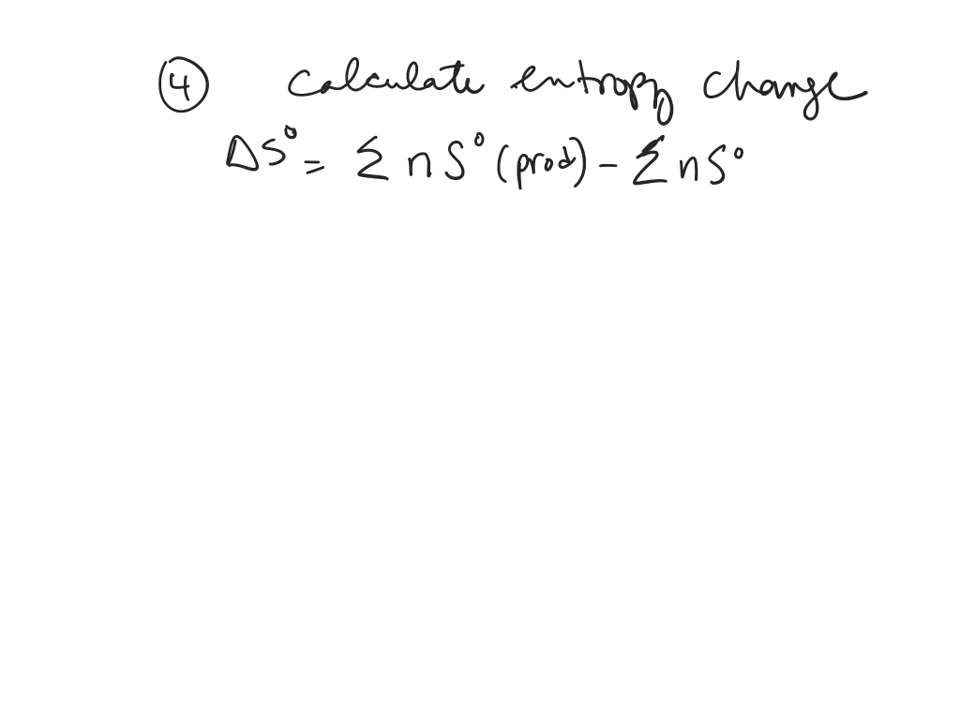 ④ Calculate entropy change
ΔS° = Σ n S° (prod) - Σ n S°